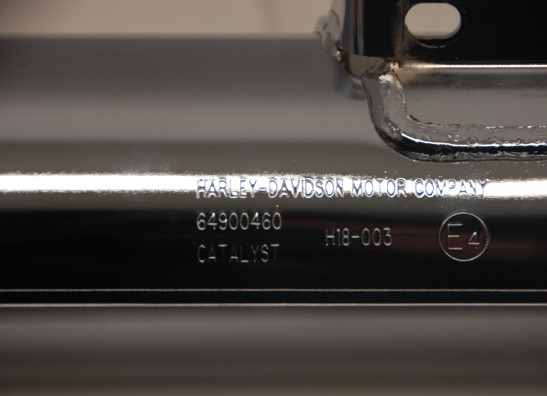 HARLEY-DAVIDSON MOTOR COMPANY
64900460
CATALYST H18-003 E4